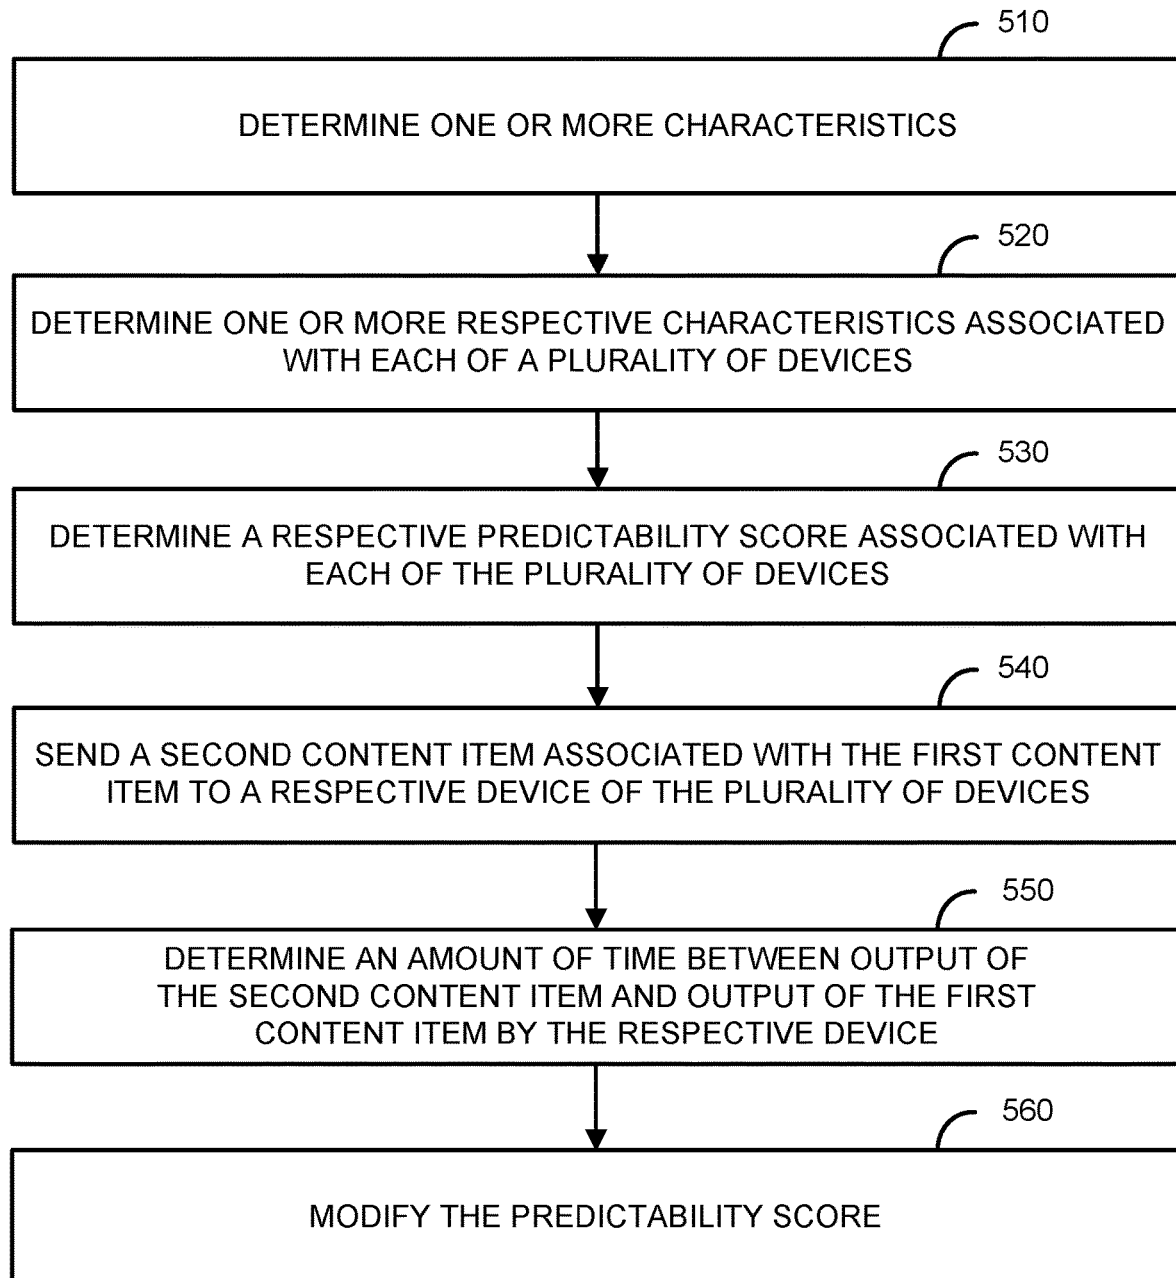 510
DETERMINE ONE OR MORE CHARACTERISTICS
520
DETERMINE ONE OR MORE RESPECTIVE CHARACTERISTICS ASSOCIATED
WITH EACH OF A PLURALITY OF DEVICES
530
DETERMINE A RESPECTIVE PREDICTABILITY SCORE ASSOCIATED WITH
EACH OF THE PLURALITY OF DEVICES
540
SEND A SECOND CONTENT ITEM ASSOCIATED WITH THE FIRST CONTENT
ITEM TO A RESPECTIVE DEVICE OF THE PLURALITY OF DEVICES
550
DETERMINE AN AMOUNT OF TIME BETWEEN OUTPUT OF
THE SECOND CONTENT ITEM AND OUTPUT OF THE FIRST
CONTENT ITEM BY THE RESPECTIVE DEVICE
560
MODIFY THE PREDICTABILITY SCORE